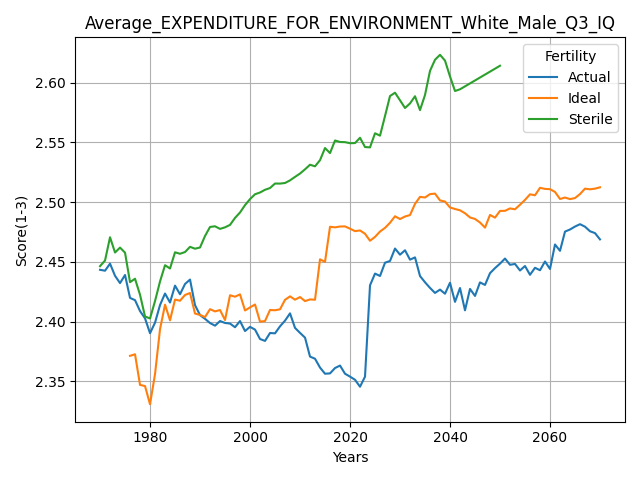 Average_EXPENDITURE_FOR_ENVIRONMENT_White_Male_Q3_IQ
Fertility
Actual
Ideal
Sterile
Score(1-3)
2.60
2.55
2.50
2.45
2.40
2.35
1980
2000
2020
2040
2060
Years